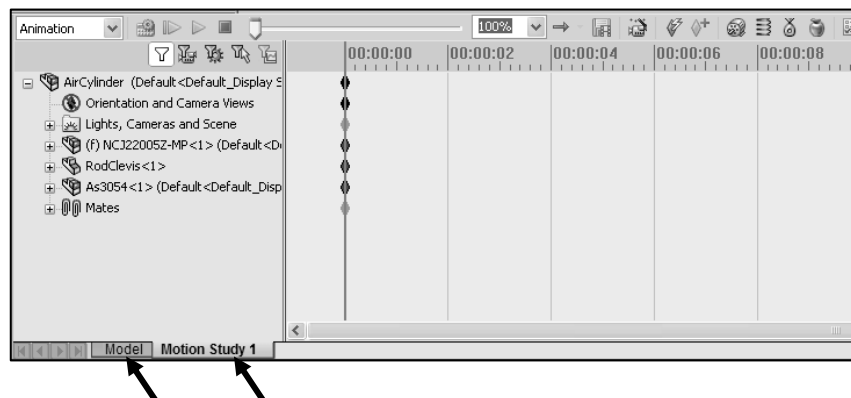 Animation 100%
00:00:00 00:00:02 00:00:04 00:00:06 00:00:08
AirCylinder (Default<Default_Display S
Orientation and Camera Views
Lights, Cameras and Scene
(f) NCJ22005Z-MP<1> (Default<De
RodClevis<1>
As3054<1> (Default<Default_Disp
Mates
Model Motion Study 1